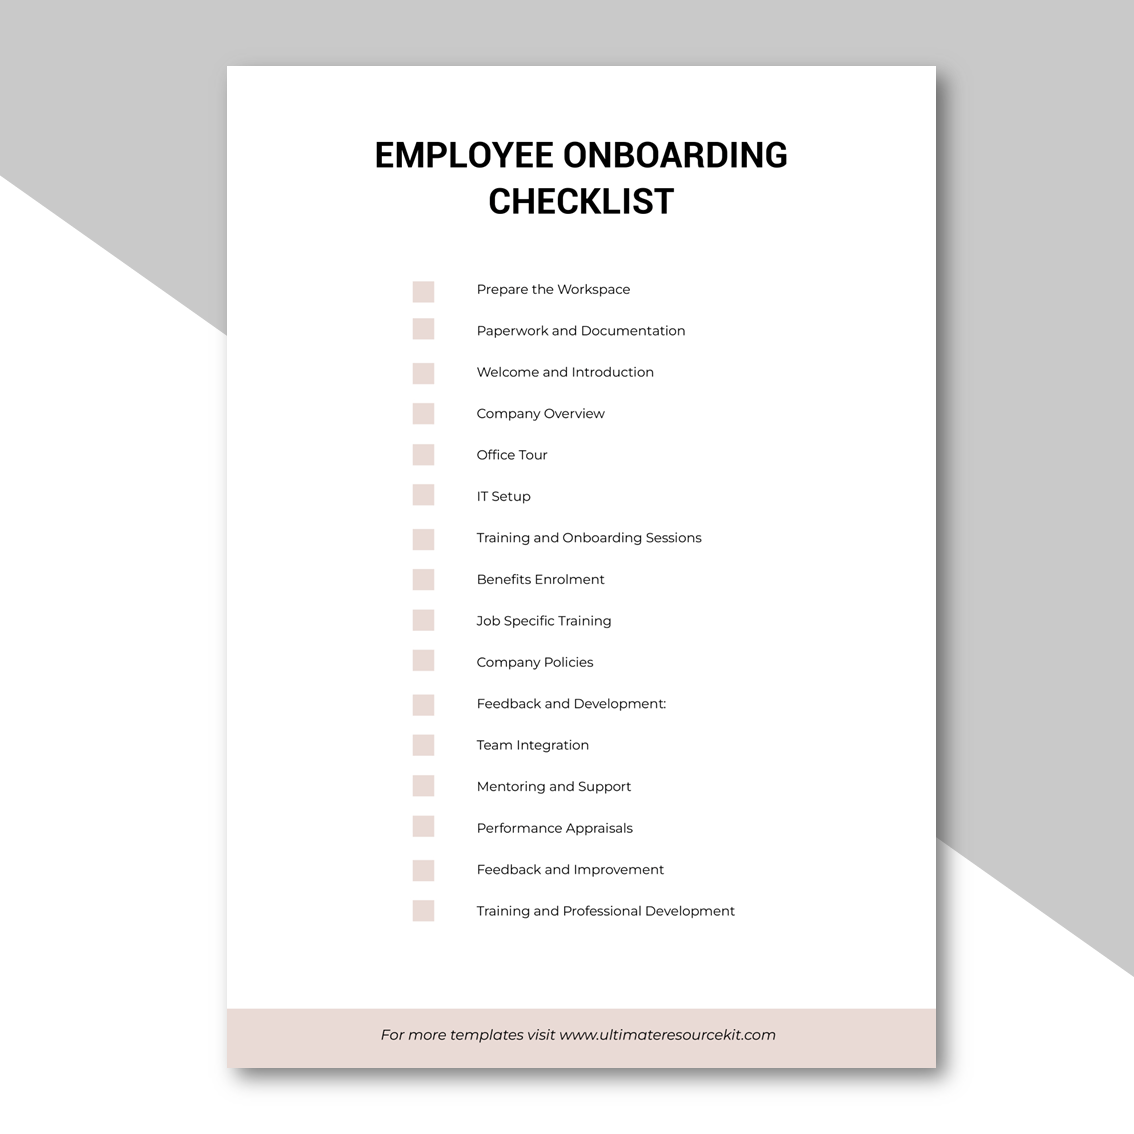 EMPLOYEE ONBOARDING
CHECKLIST
Prepare the Workspace
Paperwork and Documentation
Welcome and Introduction
Company Overview
Office Tour
IT Setup
Training and Onboarding Sessions
Benefits Enrolment
Job Specific Training
Company Policies
Feedback and Development:
Team Integration
Mentoring and Support
Performance Appraisals
Feedback and Improvement
Training and Professional Development
For more templates visit www.ultimateresourcekit.com